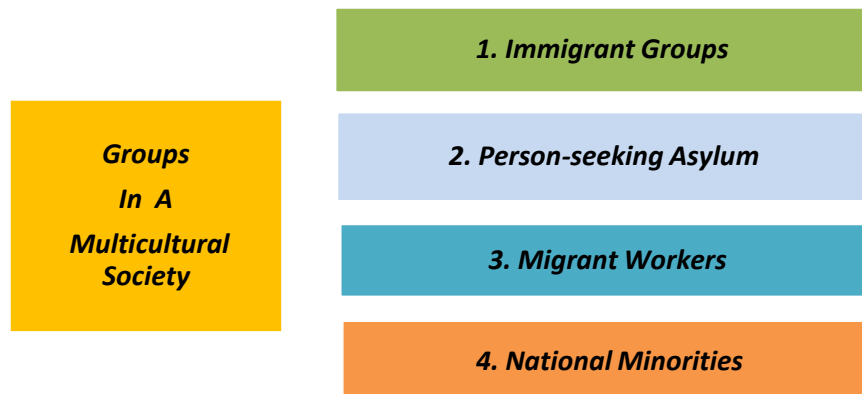 Groups
In A
Multicultural
Society
1. Immigrant Groups
2. Person-seeking Asylum
3. Migrant Workers
4. National Minorities